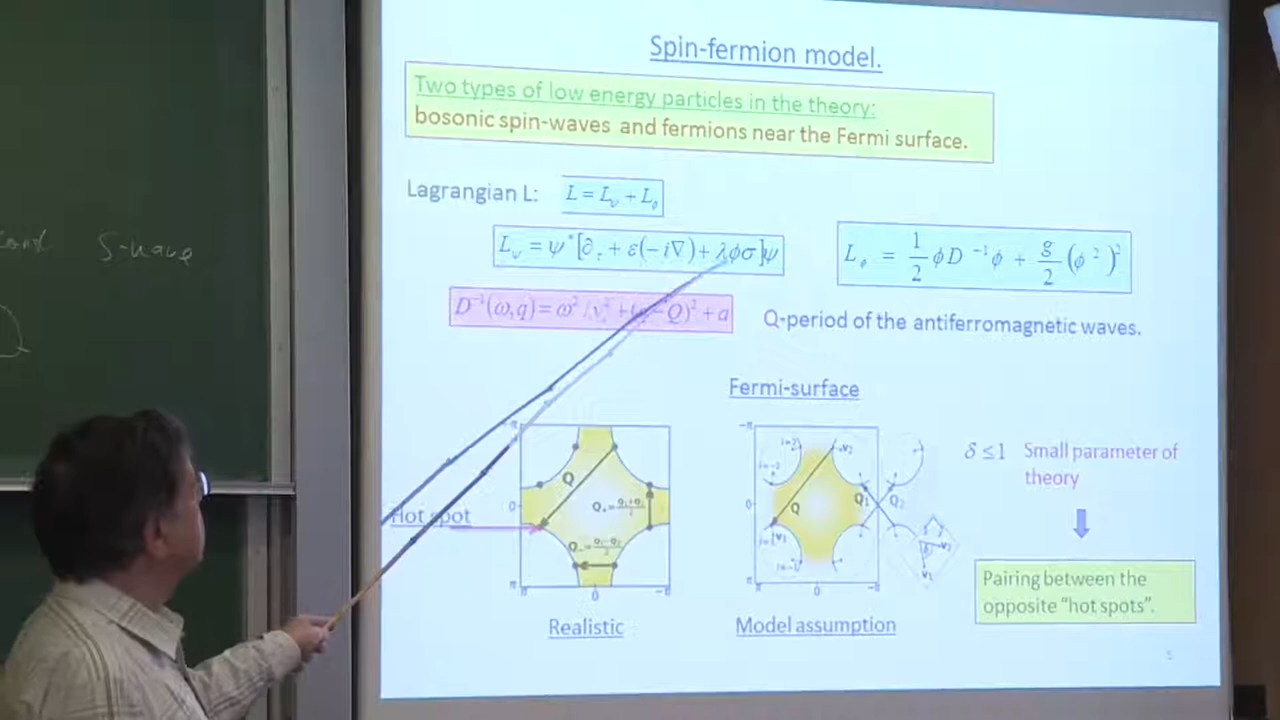 Spin-fermion model.
Two types of low energy particles in the theory:
bosonic spin-waves and fermions near the Fermi surface.
Lagrangian L: L = L_ψ + L_φ
L_ψ = ψ*[∂_τ + ε(-i∇) + λφσ]ψ
L_φ = 1/2 φD⁻¹φ + g/2 (φ²)²
D⁻¹(ω,q) = ω²/v_s² + (q-Q)² + a
Q-period of the antiferromagnetic waves.
Fermi-surface
δ ≤ 1 Small parameter of
theory
Hot spot
Q
Q
Q₁
Q₂
Pairing between the
opposite "hot spots".
Realistic
Model assumption
5
S-wave